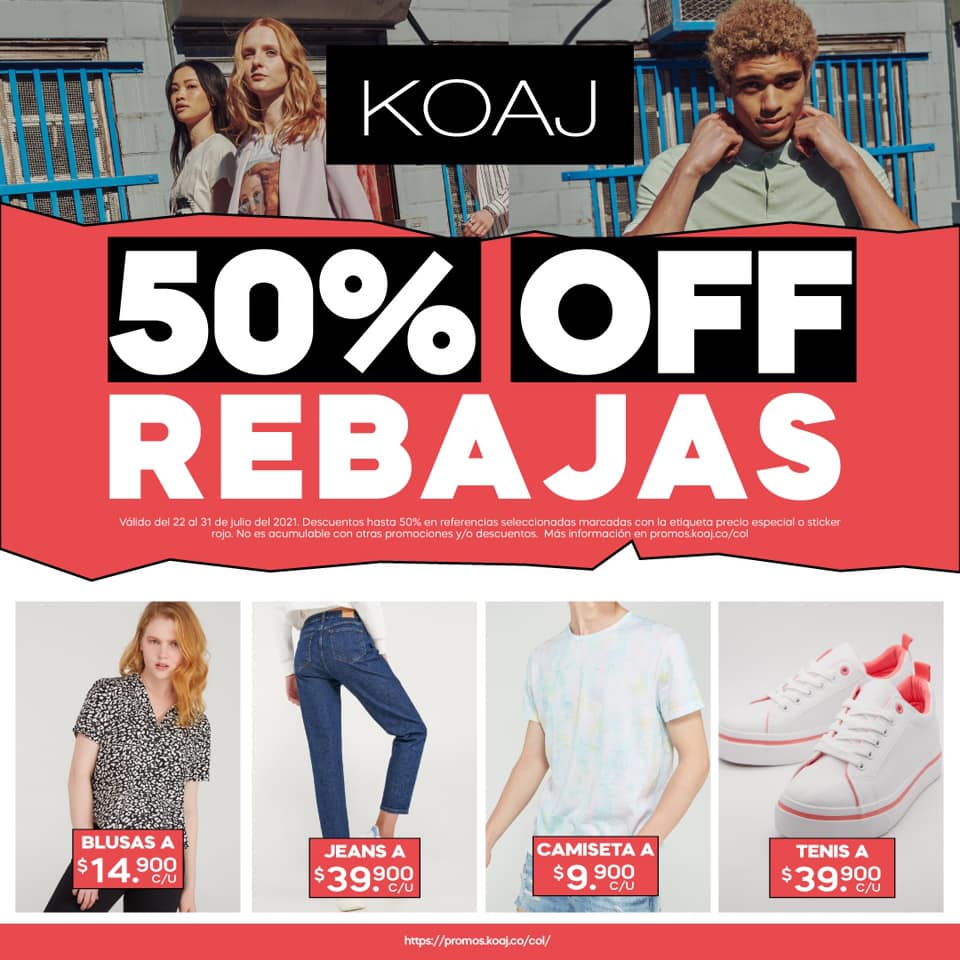 KOAJ
50% OFF
REBAJAS
Válido del 22 al 31 de julio del 2021. Descuentos hasta 50% en referencias seleccionadas marcadas con la etiqueta precio especial o sticker
rojo. No es acumulable con otras promociones y/o descuentos. Más información en promos.koaj.co/col
BLUSAS A
$14.900
C/U
JEANS A
$39.900
C/U
CAMISETA A
$9.900
C/U
TENIS A
$39.900
C/U
https://promos.koaj.co/col/